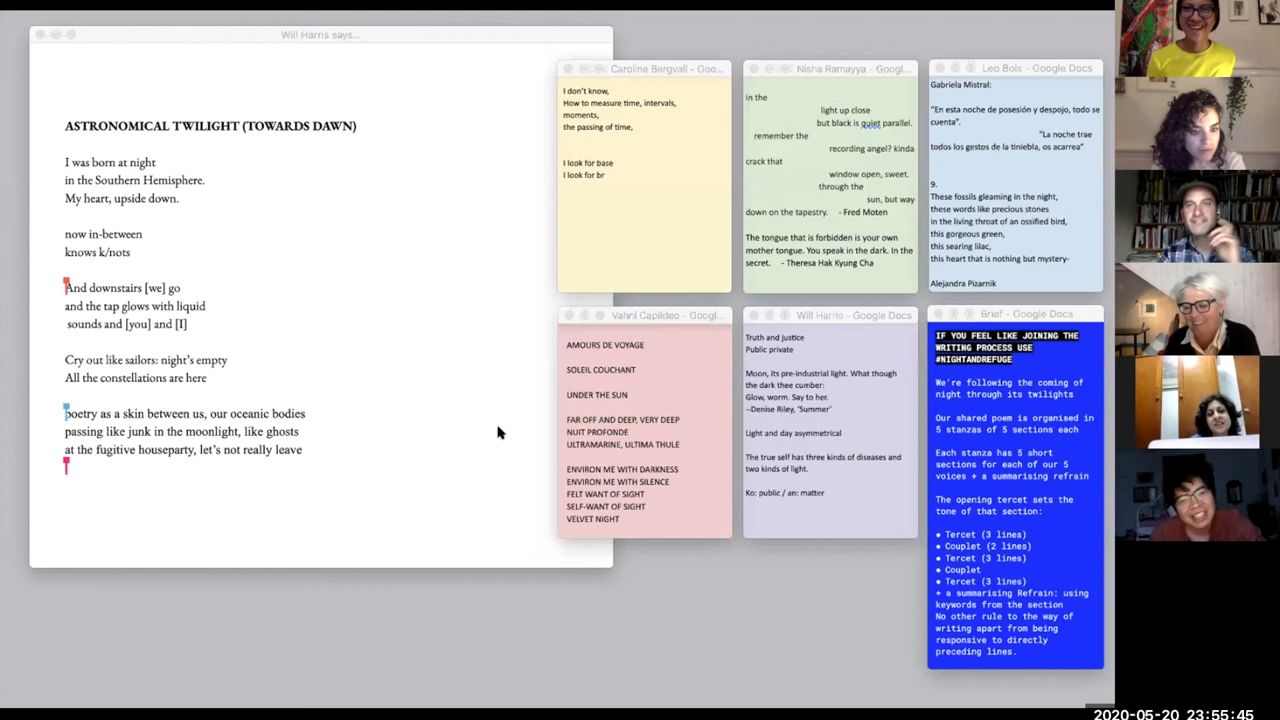 Will Harris says...
ASTRONOMICAL TWILIGHT (TOWARDS DAWN)
I was born at night
in the Southern Hemisphere.
My heart, upside down.
now in-between
knows k/nots
And downstairs [we] go
and the tap glows with liquid
sounds and [you] and [I]
Cry out like sailors: night's empty
All the constellations are here
poetry as a skin between us, our oceanic bodies
passing like junk in the moonlight, like ghosts
at the fugitive houseparty, let's not really leave
Caroline Bergvall - Goo...
I don't know,
How to measure time, intervals,
moments,
the passing of time,
I look for base
I look for br
Nisha Ramayya - Googl...
in the
light up close
but black is quiet parallel.
remember the
recording angel? kinda
crack that
window open, sweet.
through the
sun, but way
down on the tapestry. - Fred Moten
The tongue that is forbidden is your own
mother tongue. You speak in the dark. In the
secret. - Theresa Hak Kyung Cha
Leo Boix - Google Docs
Gabriela Mistral:
“En esta noche de posesión y despojo, todo se
cuenta”.
“La noche trae
todos los gestos de la tiniebla, os acarrea”
9.
These fossils gleaming in the night,
these words like precious stones
in the living throat of an ossified bird,
this gorgeous green,
this searing lilac,
this heart that is nothing but mystery-
Alejandra Pizarnik
Vahni Capildeo - Googl...
AMOURS DE VOYAGE
SOLEIL COUCHANT
UNDER THE SUN
FAR OFF AND DEEP, VERY DEEP
NUIT PROFONDE
ULTRAMARINE, ULTIMA THULE
ENVIRON ME WITH DARKNESS
ENVIRON ME WITH SILENCE
FELT WANT OF SIGHT
SELF-WANT OF SIGHT
VELVET NIGHT
Will Harris - Google Docs
Truth and justice
Public private
Moon, its pre-industrial light. What though
the dark thee cumber:
Glow, worm. Say to her.
--Denise Riley, ‘Summer’
Light and day asymmetrical
The true self has three kinds of diseases and
two kinds of light.
Ko: public / an: matter
Brief - Google Docs
IF YOU FEEL LIKE JOINING THE
WRITING PROCESS USE
#NIGHTANDREFUGE
We're following the coming of
night through its twilights
Our shared poem is organised in
5 stanzas of 5 sections each
Each stanza has 5 short
sections for each of our 5
voices + a summarising refrain
The opening tercet sets the
tone of that section:
● Tercet (3 lines)
● Couplet (2 lines)
● Tercet (3 lines)
● Couplet
● Tercet (3 lines)
+ a summarising Refrain: using
keywords from the section
No other rule to the way of
writing apart from being
responsive to directly
preceding lines.
2020-05-20 23:55:45